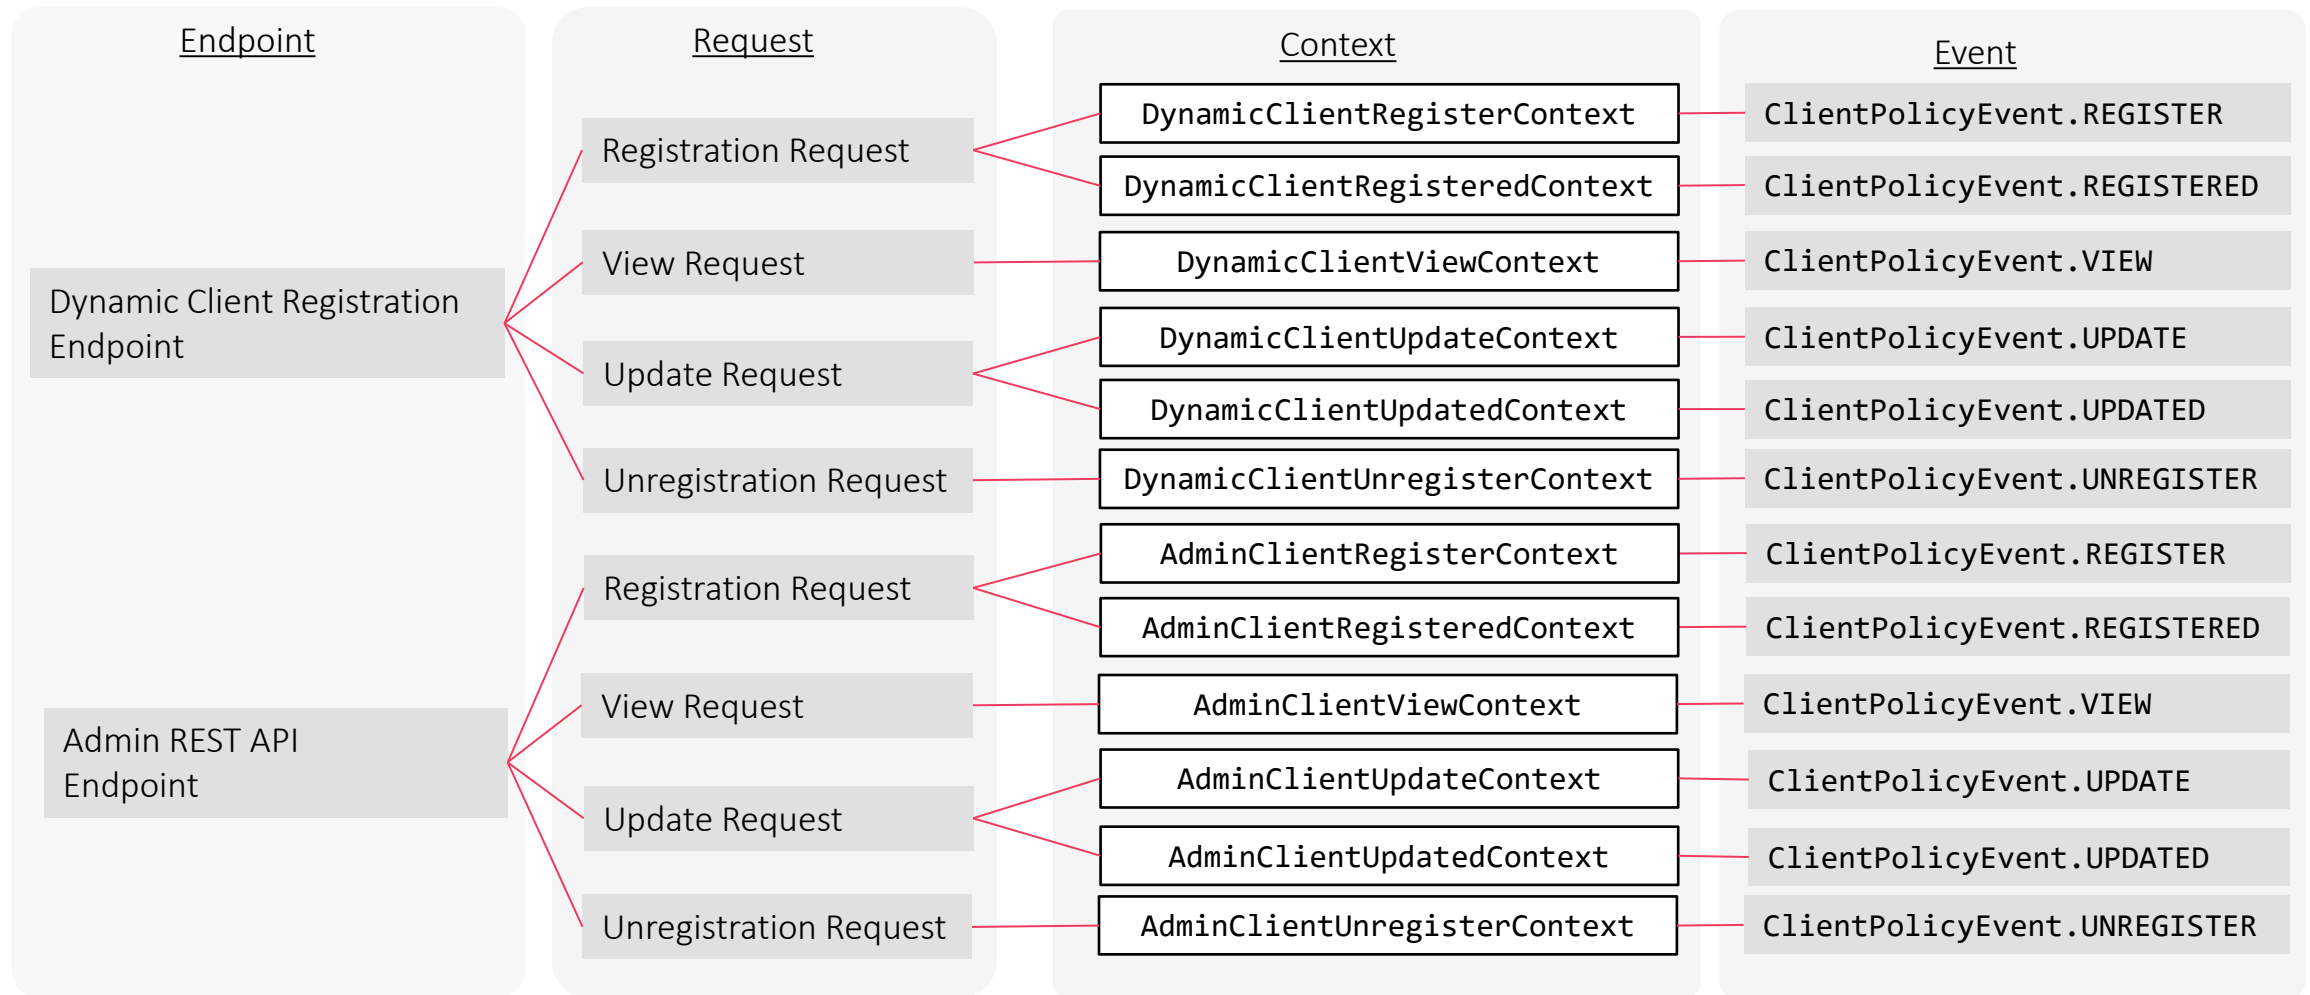 Endpoint
Request
Context
Event
Dynamic Client Registration
Endpoint
Registration Request
DynamicClientRegisterContext
ClientPolicyEvent.REGISTER
DynamicClientRegisteredContext
ClientPolicyEvent.REGISTERED
View Request
DynamicClientViewContext
ClientPolicyEvent.VIEW
Update Request
DynamicClientUpdateContext
ClientPolicyEvent.UPDATE
DynamicClientUpdatedContext
ClientPolicyEvent.UPDATED
Unregistration Request
DynamicClientUnregisterContext
ClientPolicyEvent.UNREGISTER
Admin REST API
Endpoint
Registration Request
AdminClientRegisterContext
ClientPolicyEvent.REGISTER
AdminClientRegisteredContext
ClientPolicyEvent.REGISTERED
View Request
AdminClientViewContext
ClientPolicyEvent.VIEW
Update Request
AdminClientUpdateContext
ClientPolicyEvent.UPDATE
AdminClientUpdatedContext
ClientPolicyEvent.UPDATED
Unregistration Request
AdminClientUnregisterContext
ClientPolicyEvent.UNREGISTER